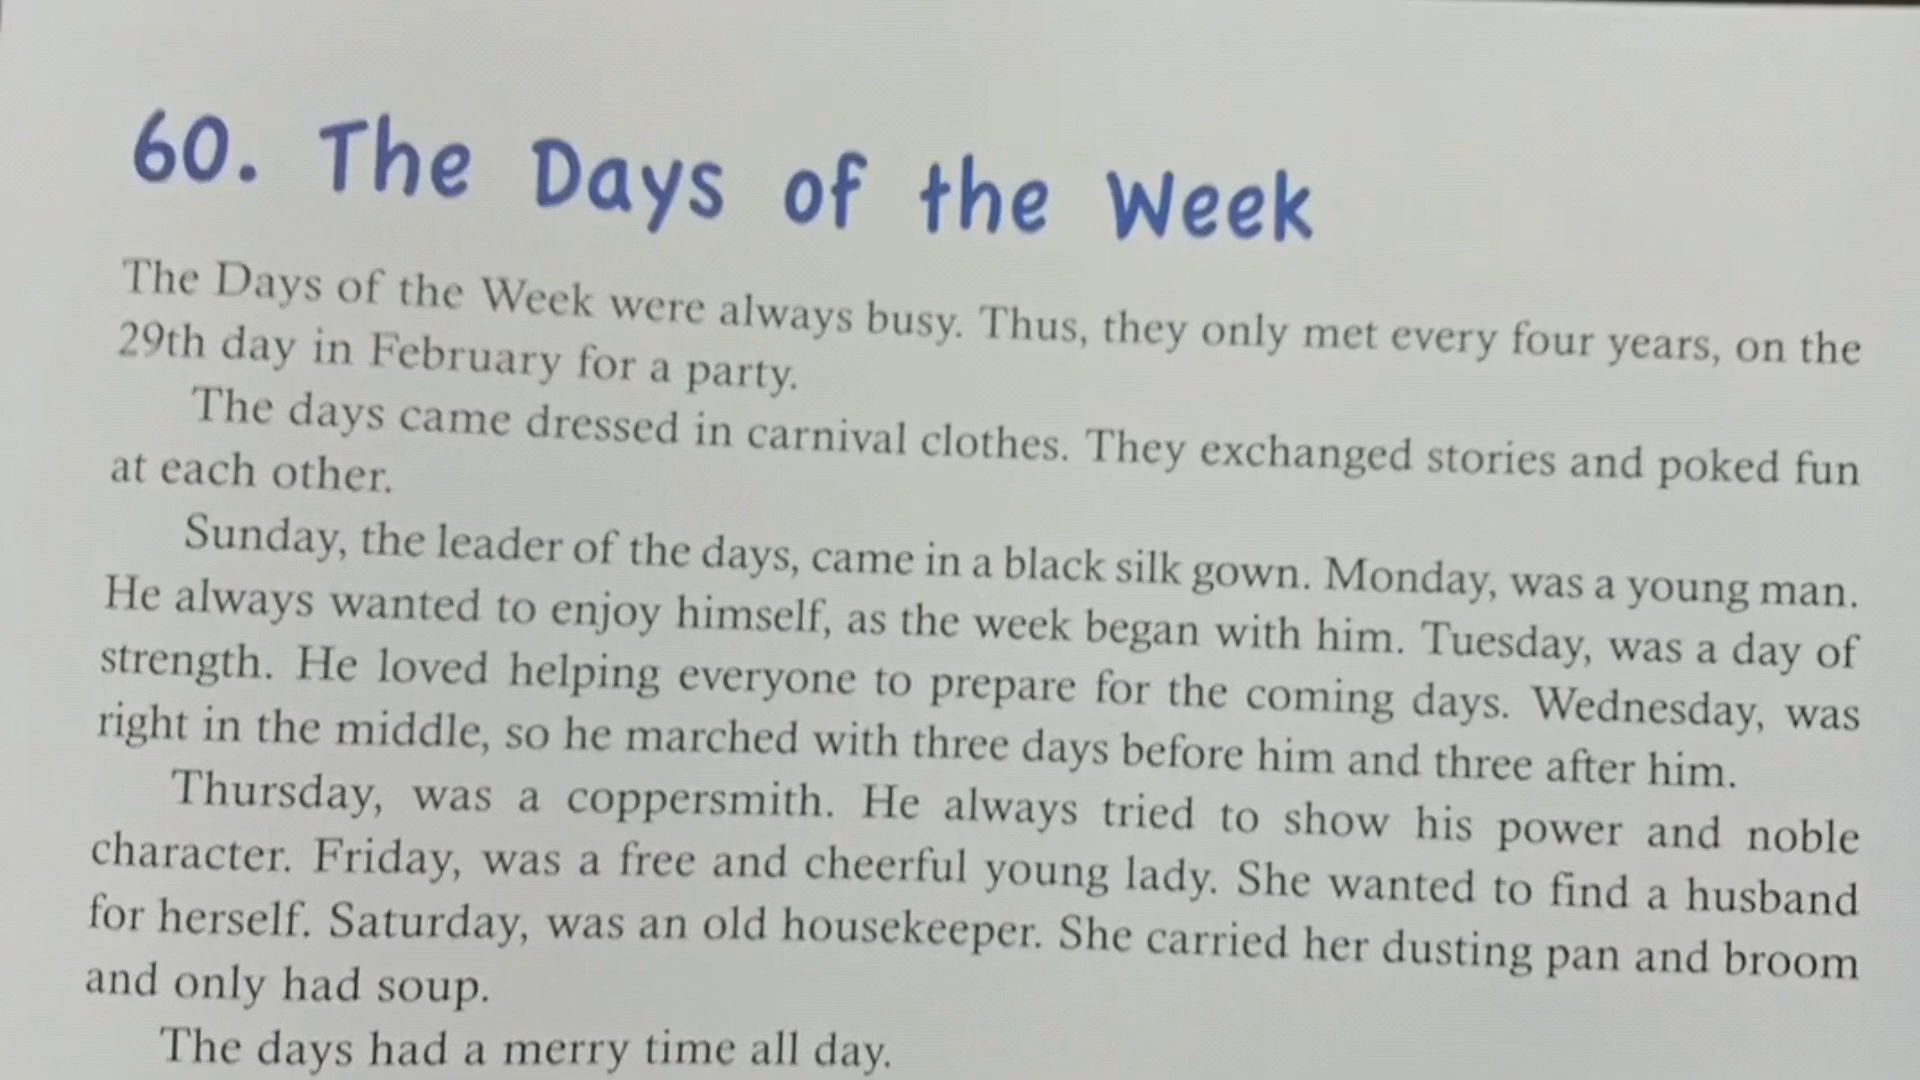 60. The Days of the Week
The Days of the Week were always busy. Thus, they only met every four years, on the
29th day in February for a party.
The days came dressed in carnival clothes. They exchanged stories and poked fun
at each other.
Sunday, the leader of the days, came in a black silk gown. Monday, was a young man.
He always wanted to enjoy himself, as the week began with him. Tuesday, was a day of
strength. He loved helping everyone to prepare for the coming days. Wednesday, was
right in the middle, so he marched with three days before him and three after him.
Thursday, was a coppersmith. He always tried to show his power and noble
character. Friday, was a free and cheerful young lady. She wanted to find a husband
for herself. Saturday, was an old housekeeper. She carried her dusting pan and broom
and only had soup.
The days had a merry time all day.